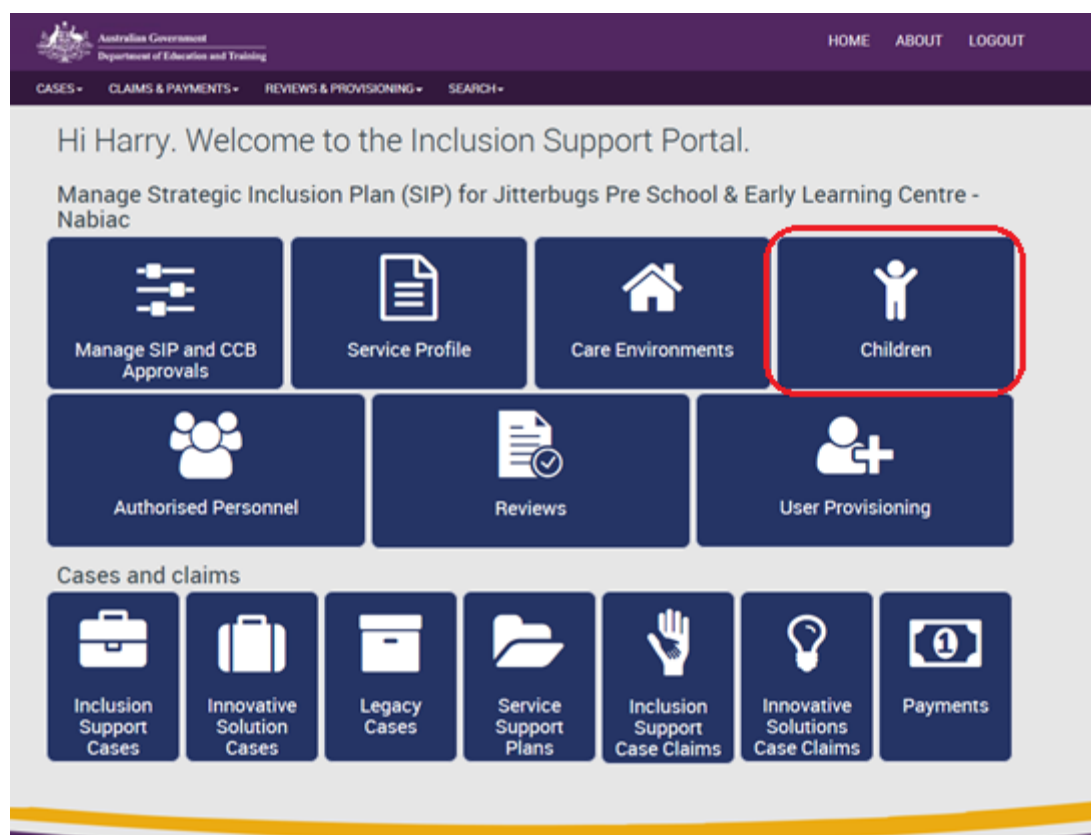 Australian Government
Department of Education and Training
HOME ABOUT LOGOUT
CASES CLAIMS & PAYMENTS REVIEWS & PROVISIONING SEARCH
Hi Harry. Welcome to the Inclusion Support Portal.
Manage Strategic Inclusion Plan (SIP) for Jitterbugs Pre School & Early Learning Centre -
Nabiac
Manage SIP and CCB
Approvals
Service Profile
Care Environments
Children
Authorised Personnel
Reviews
User Provisioning
Cases and claims
Inclusion
Support
Cases
Innovative
Solution
Cases
Legacy
Cases
Service
Support
Plans
Inclusion
Support
Case Claims
Innovative
Solutions
Case Claims
1
Payments